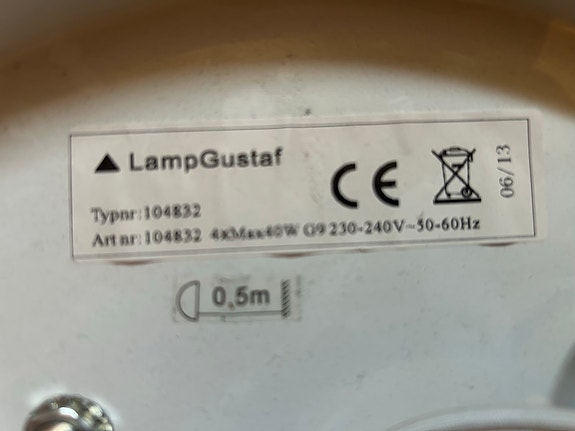 LampGustaf
CE
06/13
Typnr:104832
Art nr:104832 4xMax40W G9 230-240V~50-60Hz
0,5m